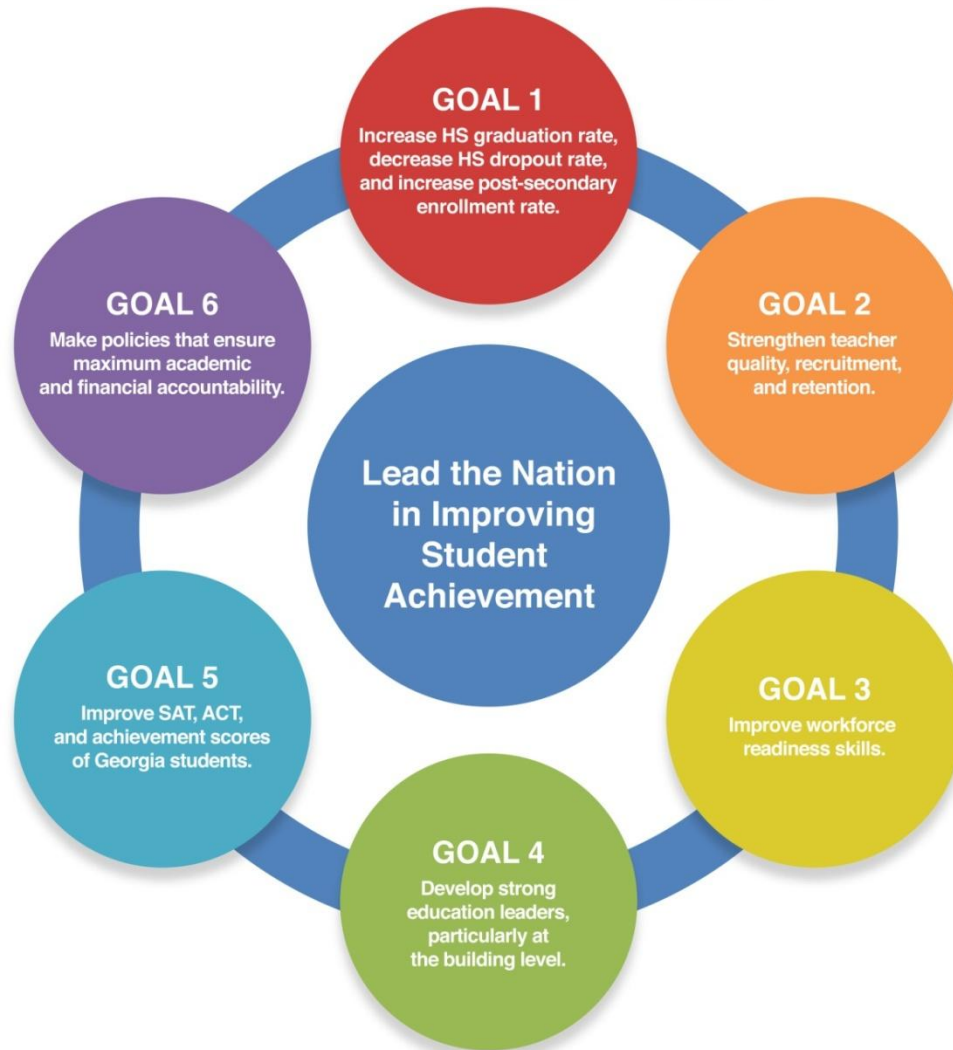 GOAL 1
Increase HS graduation rate,
decrease HS dropout rate,
and increase post-secondary
enrollment rate.
GOAL 2
Strengthen teacher
quality, recruitment,
and retention.
GOAL 3
Improve workforce
readiness skills.
GOAL 4
Develop strong
education leaders,
particularly at
the building level.
GOAL 5
Improve SAT, ACT,
and achievement scores
of Georgia students.
GOAL 6
Make policies that ensure
maximum academic
and financial accountability.
Lead the Nation
in Improving
Student
Achievement